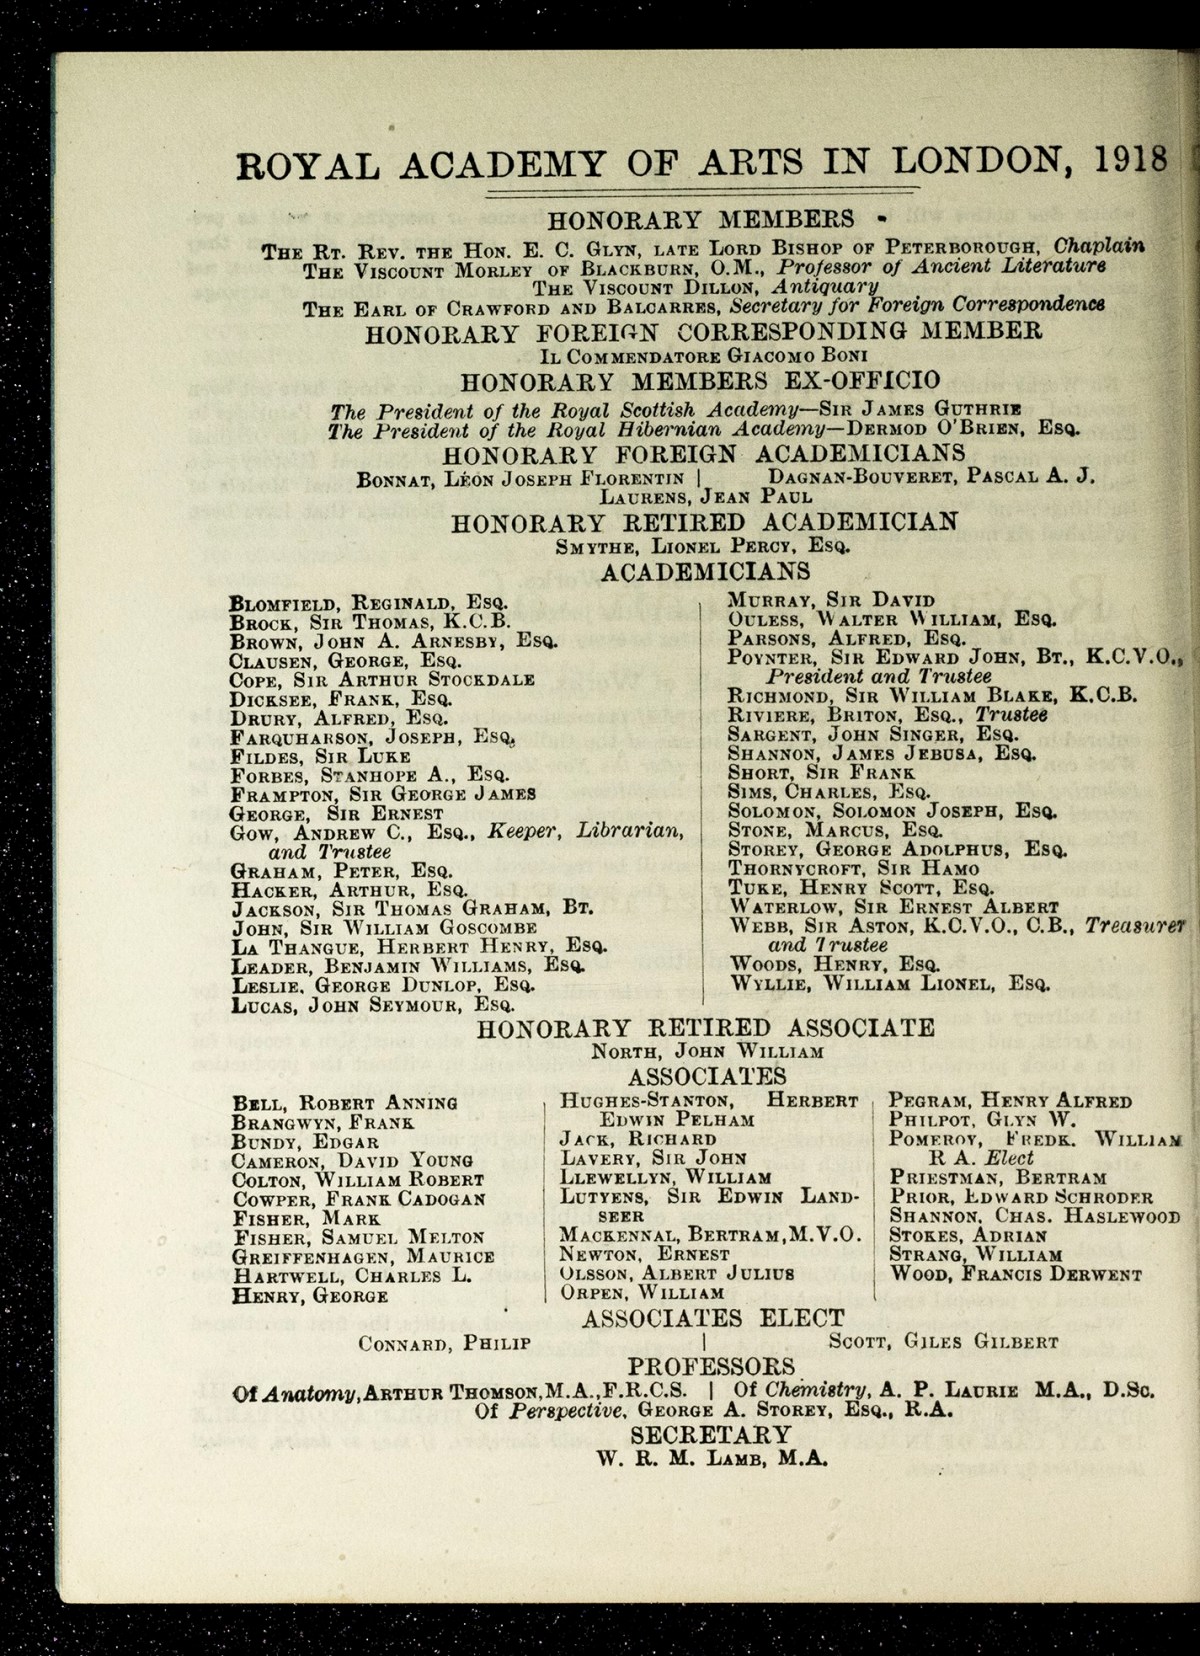 ROYAL ACADEMY OF ARTS IN LONDON, 1918
HONORARY MEMBERS
THE RT. REV. THE HON. E. C. GLYN, LATE LORD BISHOP OF PETERBOROUGH, Chaplain
THE VISCOUNT MORLEY OF BLACKBURN, O.M., Professor of Ancient Literature
THE VISCOUNT DILLON, Antiquary
THE EARL OF CRAWFORD AND BALCARRES, Secretary for Foreign Correspondence
HONORARY FOREIGN CORRESPONDING MEMBER
IL COMMENDATORE GIACOMO BONI
HONORARY MEMBERS EX-OFFICIO
The President of the Royal Scottish Academy—SIR JAMES GUTHRIE
The President of the Royal Hibernian Academy—DERMOD O'BRIEN, ESQ.
HONORARY FOREIGN ACADEMICIANS
BONNAT, LÉON JOSEPH FLORENTIN | DAGNAN-BOUVERET, PASCAL A. J.
LAURENS, JEAN PAUL
HONORARY RETIRED ACADEMICIAN
SMYTHE, LIONEL PERCY, ESQ.
ACADEMICIANS
BLOMFIELD, REGINALD, ESQ.
BROCK, SIR THOMAS, K.C.B.
BROWN, JOHN A. ARNESBY, ESQ.
CLAUSEN, GEORGE, ESQ.
COPE, SIR ARTHUR STOCKDALE
DICKSEE, FRANK, ESQ.
DRURY, ALFRED, ESQ.
FARQUHARSON, JOSEPH, ESQ.
FILDES, SIR LUKE
FORBES, STANHOPE A., ESQ.
FRAMPTON, SIR GEORGE JAMES
GEORGE, SIR ERNEST
GOW, ANDREW C., ESQ., Keeper, Librarian,
and Trustee
GRAHAM, PETER, ESQ.
HACKER, ARTHUR, ESQ.
JACKSON, SIR THOMAS GRAHAM, BT.
JOHN, SIR WILLIAM GOSCOMBE
LA THANGUE, HERBERT HENRY, ESQ.
LEADER, BENJAMIN WILLIAMS, ESQ.
LESLIE, GEORGE DUNLOP, ESQ.
LUCAS, JOHN SEYMOUR, ESQ.
MURRAY, SIR DAVID
OULESS, WALTER WILLIAM, ESQ.
PARSONS, ALFRED, ESQ.
POYNTER, SIR EDWARD JOHN, BT., K.C.V.O.,
President and Trustee
RICHMOND, SIR WILLIAM BLAKE, K.C.B.
RIVIERE, BRITON, ESQ., Trustee
SARGENT, JOHN SINGER, ESQ.
SHANNON, JAMES JEBUSA, ESQ.
SHORT, SIR FRANK
SIMS, CHARLES, ESQ.
SOLOMON, SOLOMON JOSEPH, ESQ.
STONE, MARCUS, ESQ.
STOREY, GEORGE ADOLPHUS, ESQ.
THORNYCROFT, SIR HAMO
TUKE, HENRY SCOTT, ESQ.
WATERLOW, SIR ERNEST ALBERT
WEBB, SIR ASTON, K.C.V.O., C.B., Treasurer
and Trustee
WOODS, HENRY, ESQ.
WYLLIE, WILLIAM LIONEL, ESQ.
HONORARY RETIRED ASSOCIATE
NORTH, JOHN WILLIAM
ASSOCIATES
BELL, ROBERT ANNING
BRANGWYN, FRANK
BUNDY, EDGAR
CAMERON, DAVID YOUNG
COLTON, WILLIAM ROBERT
COWPER, FRANK CADOGAN
FISHER, MARK
FISHER, SAMUEL MELTON
GREIFFENHAGEN, MAURICE
HARTWELL, CHARLES L.
HENRY, GEORGE
HUGHES-STANTON, HERBERT
EDWIN PELHAM
JACK, RICHARD
LAVERY, SIR JOHN
LLEWELLYN, WILLIAM
LUTYENS, SIR EDWIN LAND-
SEER
MACKENNAL, BERTRAM, M.V.O.
NEWTON, ERNEST
OLSSON, ALBERT JULIUS
ORPEN, WILLIAM
PEGRAM, HENRY ALFRED
PHILPOT, GLYN W.
POMEROY, FREDK. WILLIAM
R A. Elect
PRIESTMAN, BERTRAM
PRIOR, EDWARD SCHRODER
SHANNON, CHAS. HASLEWOOD
STOKES, ADRIAN
STRANG, WILLIAM
WOOD, FRANCIS DERWENT
ASSOCIATES ELECT
CONNARD, PHILIP | SCOTT, GILES GILBERT
PROFESSORS
Of Anatomy, ARTHUR THOMSON, M.A., F.R.C.S. | Of Chemistry, A. P. LAURIE M.A., D.SC.
Of Perspective, GEORGE A. STOREY, ESQ., R.A.
SECRETARY
W. R. M. LAMB, M.A.